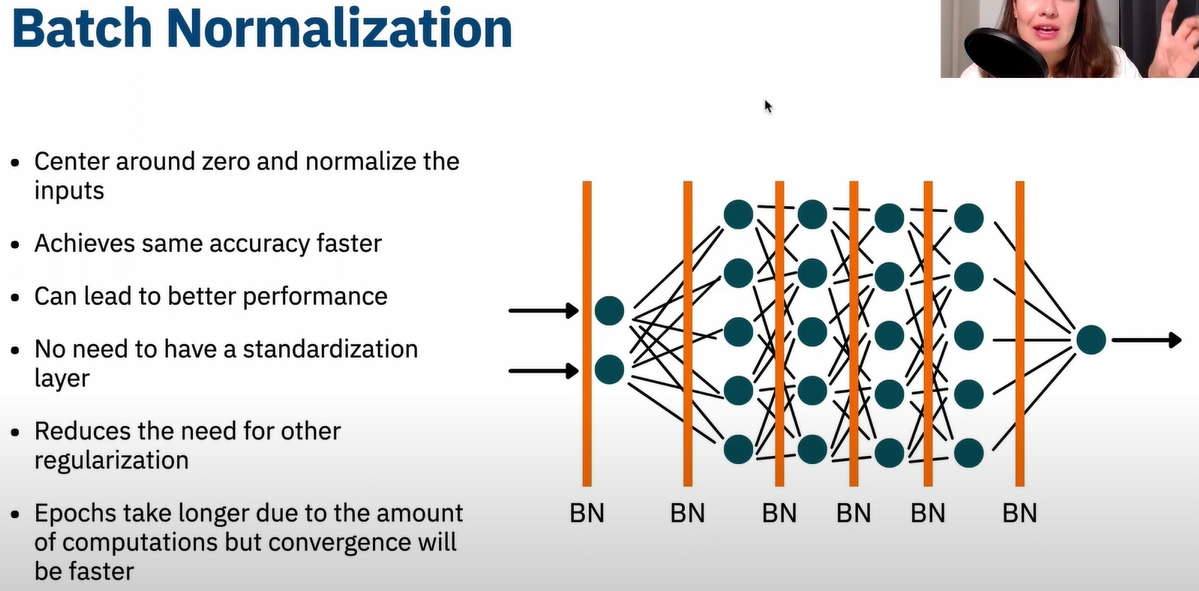 Batch Normalization
• Center around zero and normalize the
inputs
• Achieves same accuracy faster
• Can lead to better performance
• No need to have a standardization
layer
• Reduces the need for other
regularization
• Epochs take longer due to the amount
of computations but convergence will
be faster
BN BN BN BN BN BN